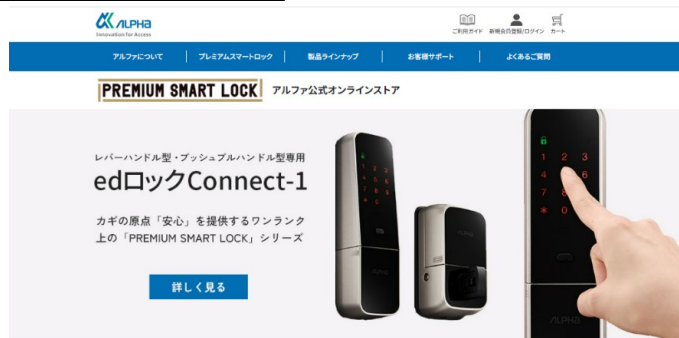 ALPHA
Innovation for Access
ご利用ガイド 新規会員登録/ログイン カート
アルファについて プレミアムスマートロック 製品ラインナップ お客様サポート よくあるご質問
PREMIUM SMART LOCK アルファ公式オンラインストア
レバーハンドル型・プッシュプルハンドル型専用
edロックConnect-1
カギの原点「安心」を提供するワンランク
上の「PREMIUM SMART LOCK」シリーズ
詳しく見る
1 2 3
4 6
7 8
* 0
ALPHA
ALPHA
ALPHA